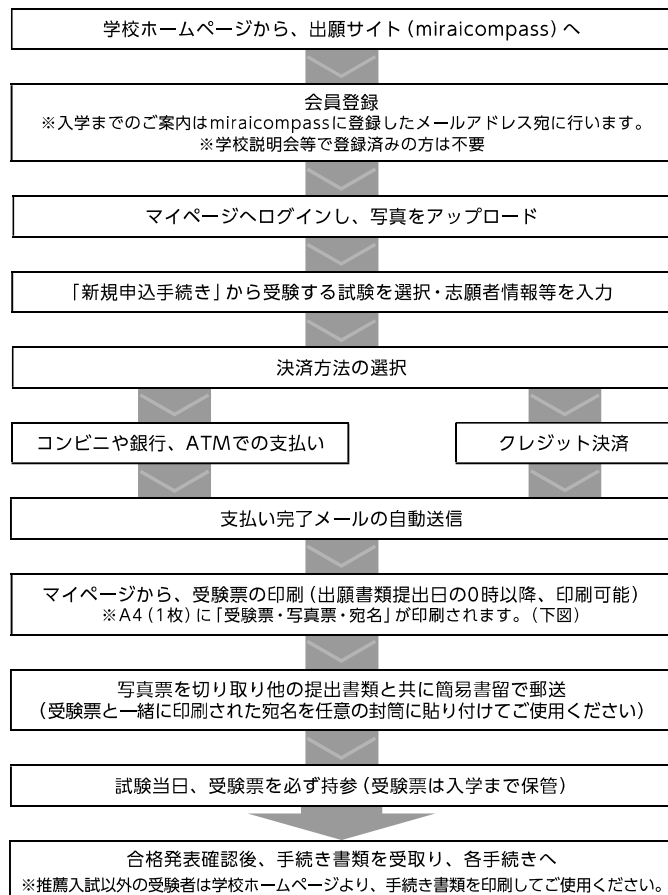 学校ホームページから、出願サイト(miraicompass)へ
会員登録
※入学までのご案内はmiraicompassに登録したメールアドレス宛に行います。
※学校説明会等で登録済みの方は不要
マイページへログインし、写真をアップロード
「新規申込手続き」から受験する試験を選択・志願者情報等を入力
決済方法の選択
コンビニや銀行、ATMでの支払い
クレジット決済
支払い完了メールの自動送信
マイページから、受験票の印刷(出願書類提出日の0時以降、印刷可能)
※A4(1枚)に「受験票・写真票・宛名」が印刷されます。(下図)
写真票を切り取り他の提出書類と共に簡易書留で郵送
(受験票と一緒に印刷された宛名を任意の封筒に貼り付けてご使用ください)
試験当日、受験票を必ず持参(受験票は入学まで保管)
合格発表確認後、手続き書類を受取り、各手続きへ
※推薦入試以外の受験者は学校ホームページより、手続き書類を印刷してご使用ください。